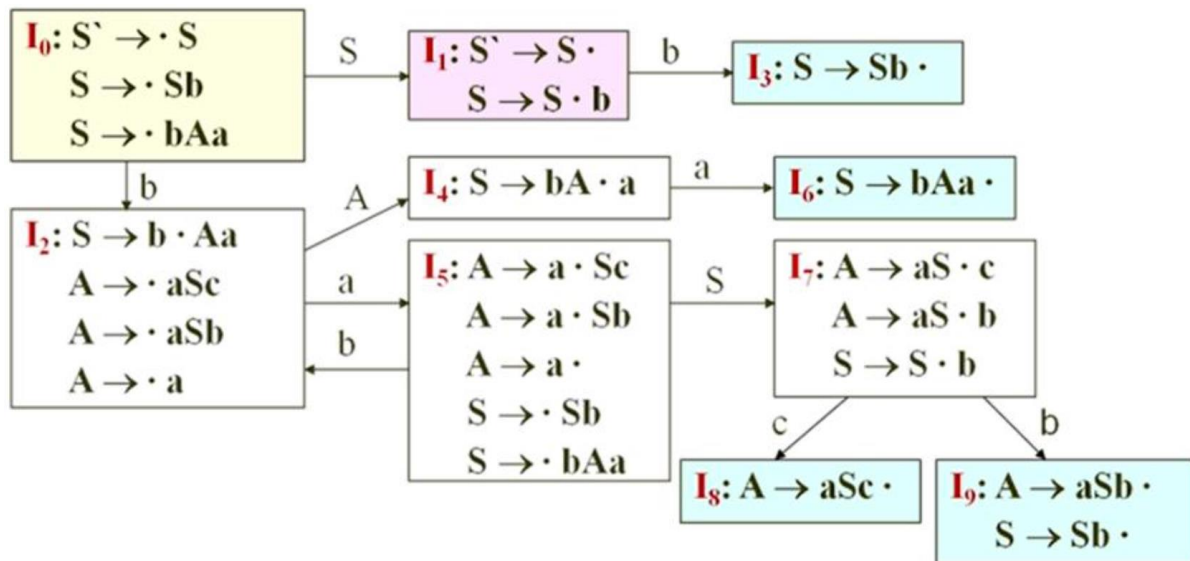 I₀: S` → · S
S → · Sb
S → · bAa
S
I₁: S` → S ·
S → S · b
b
I₃: S → Sb ·
b
A
I₄: S → bA · a
a
I₆: S → bAa ·
I₂: S → b · Aa
A → · aSc
A → · aSb
A → · a
a
b
I₅: A → a · Sc
A → a · Sb
A → a ·
S → · Sb
S → · bAa
S
I₇: A → aS · c
A → aS · b
S → S · b
c
b
I₈: A → aSc ·
I₉: A → aSb ·
S → Sb ·